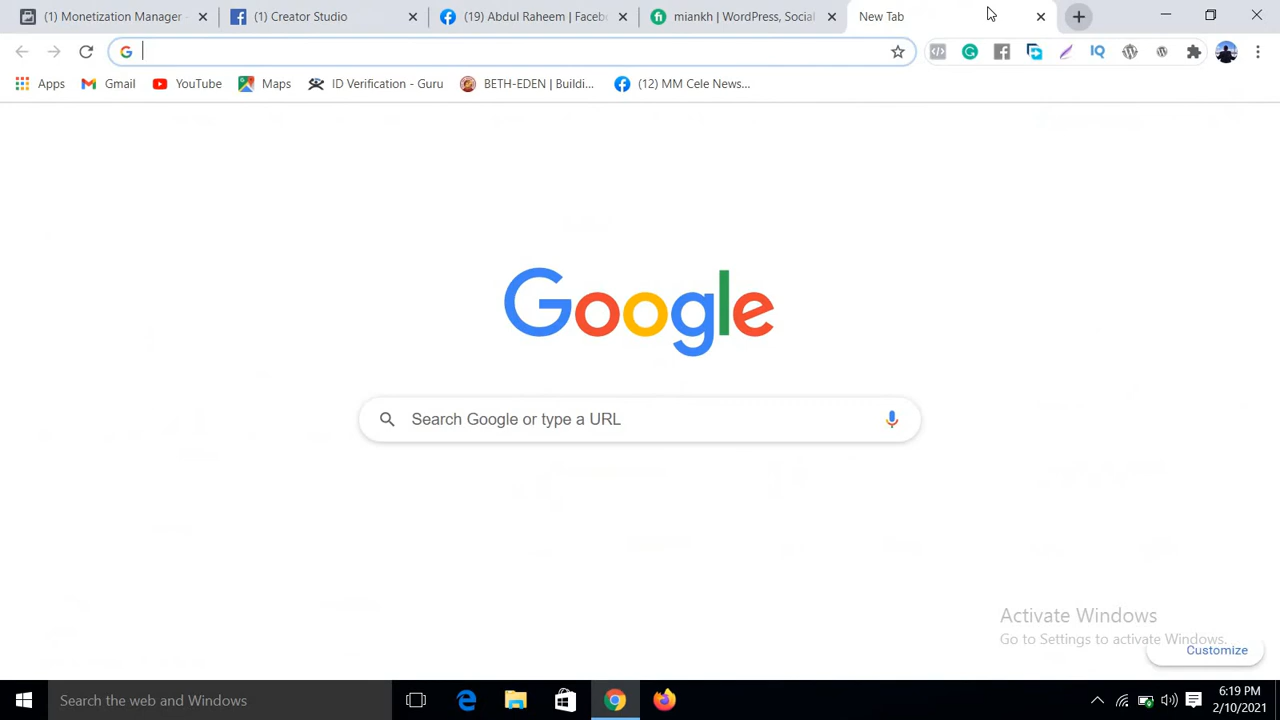 (1) Monetization Manager -
(1) Creator Studio
(19) Abdul Raheem | Faceb
miankh | WordPress, Social
New Tab
Apps
Gmail
YouTube
Maps
ID Verification - Guru
BETH-EDEN | Buildi...
(12) MM Cele News...
IQ
Google
Search Google or type a URL
Activate Windows
Go to Settings to activate Windows.
Customize
Search the web and Windows
6:19 PM
2/10/2021